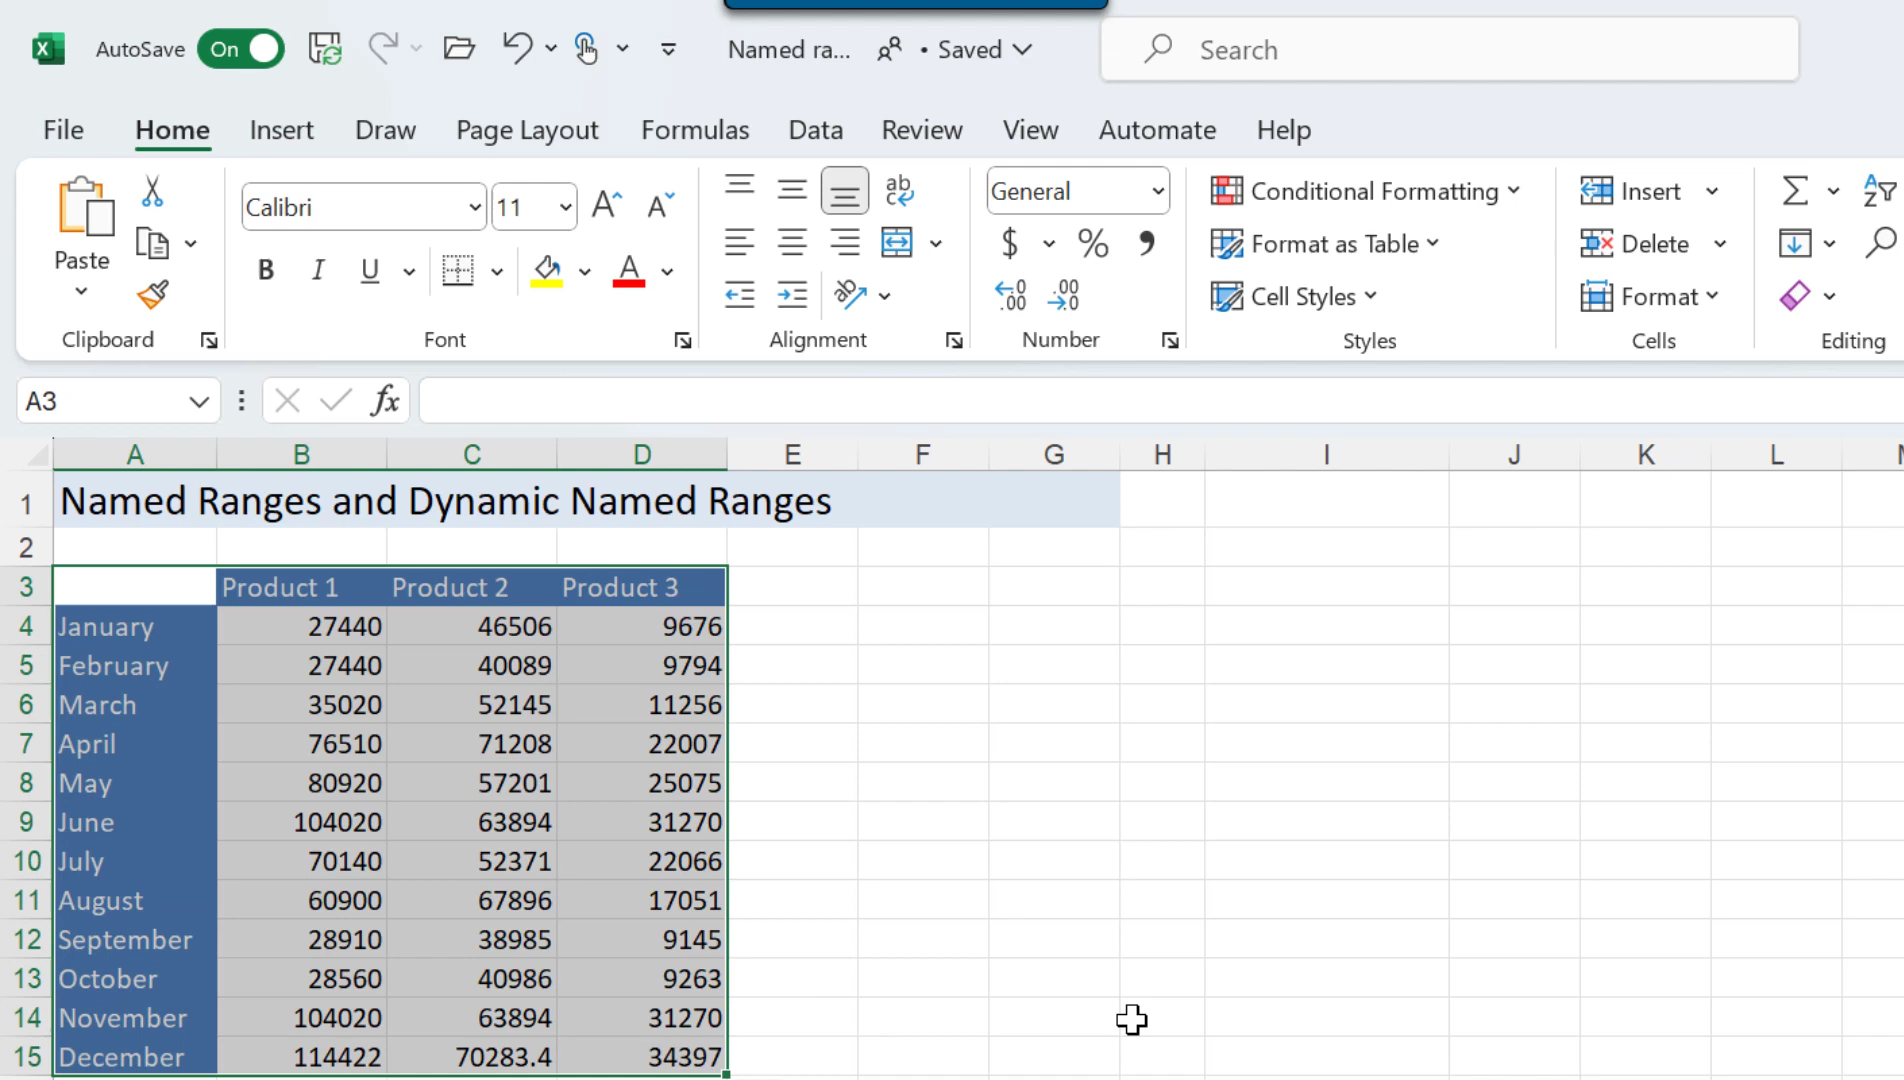 AutoSave On Named ra... • Saved Search
File Home Insert Draw Page Layout Formulas Data Review View Automate Help
Paste Calibri 11 General Conditional Formatting Insert
B I U $ % Format as Table Delete
Cell Styles Format
Clipboard Font Alignment Number Styles Cells Editing
A3 fx
A B C D E F G H I J K L
1 Named Ranges and Dynamic Named Ranges
2
3 Product 1 Product 2 Product 3
4 January 27440 46506 9676
5 February 27440 40089 9794
6 March 35020 52145 11256
7 April 76510 71208 22007
8 May 80920 57201 25075
9 June 104020 63894 31270
10 July 70140 52371 22066
11 August 60900 67896 17051
12 September 28910 38985 9145
13 October 28560 40986 9263
14 November 104020 63894 31270
15 December 114422 70283.4 34397